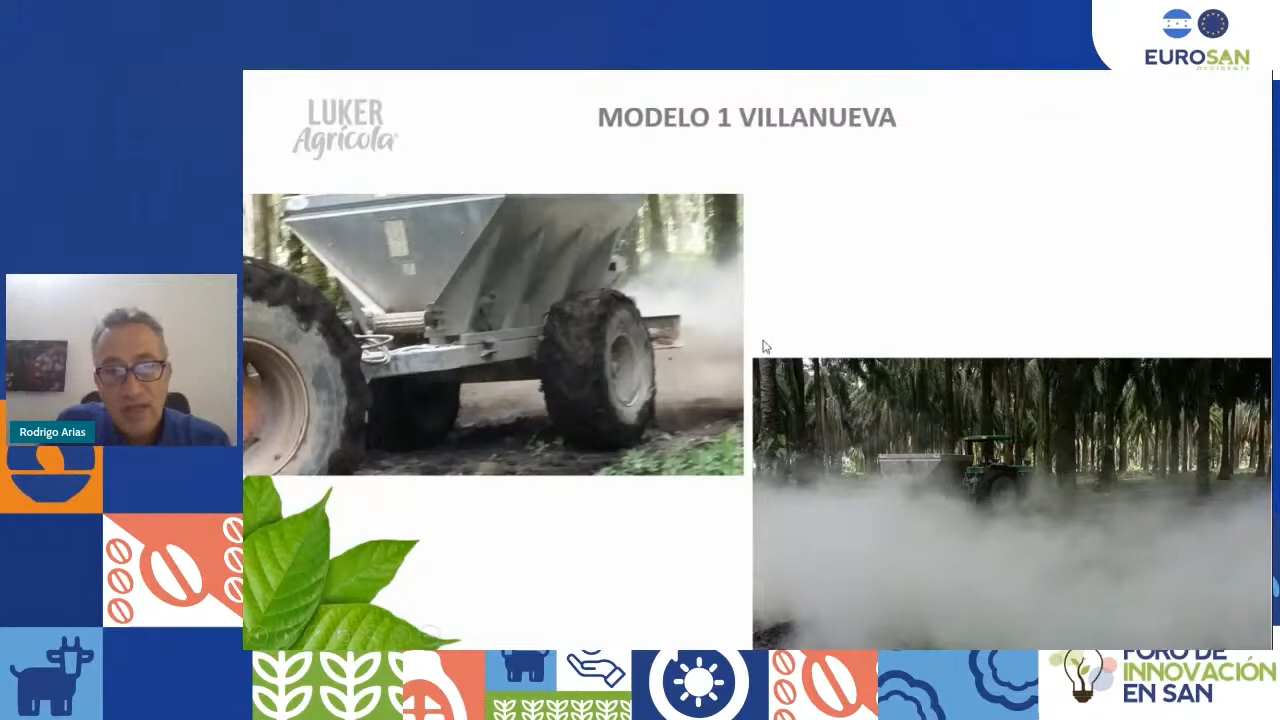 EUROSAN
OCCIDENTE
LUKER
Agrícola
MODELO 1 VILLANUEVA
Rodrigo Arias
FORO DE
INNOVACIÓN
EN SAN